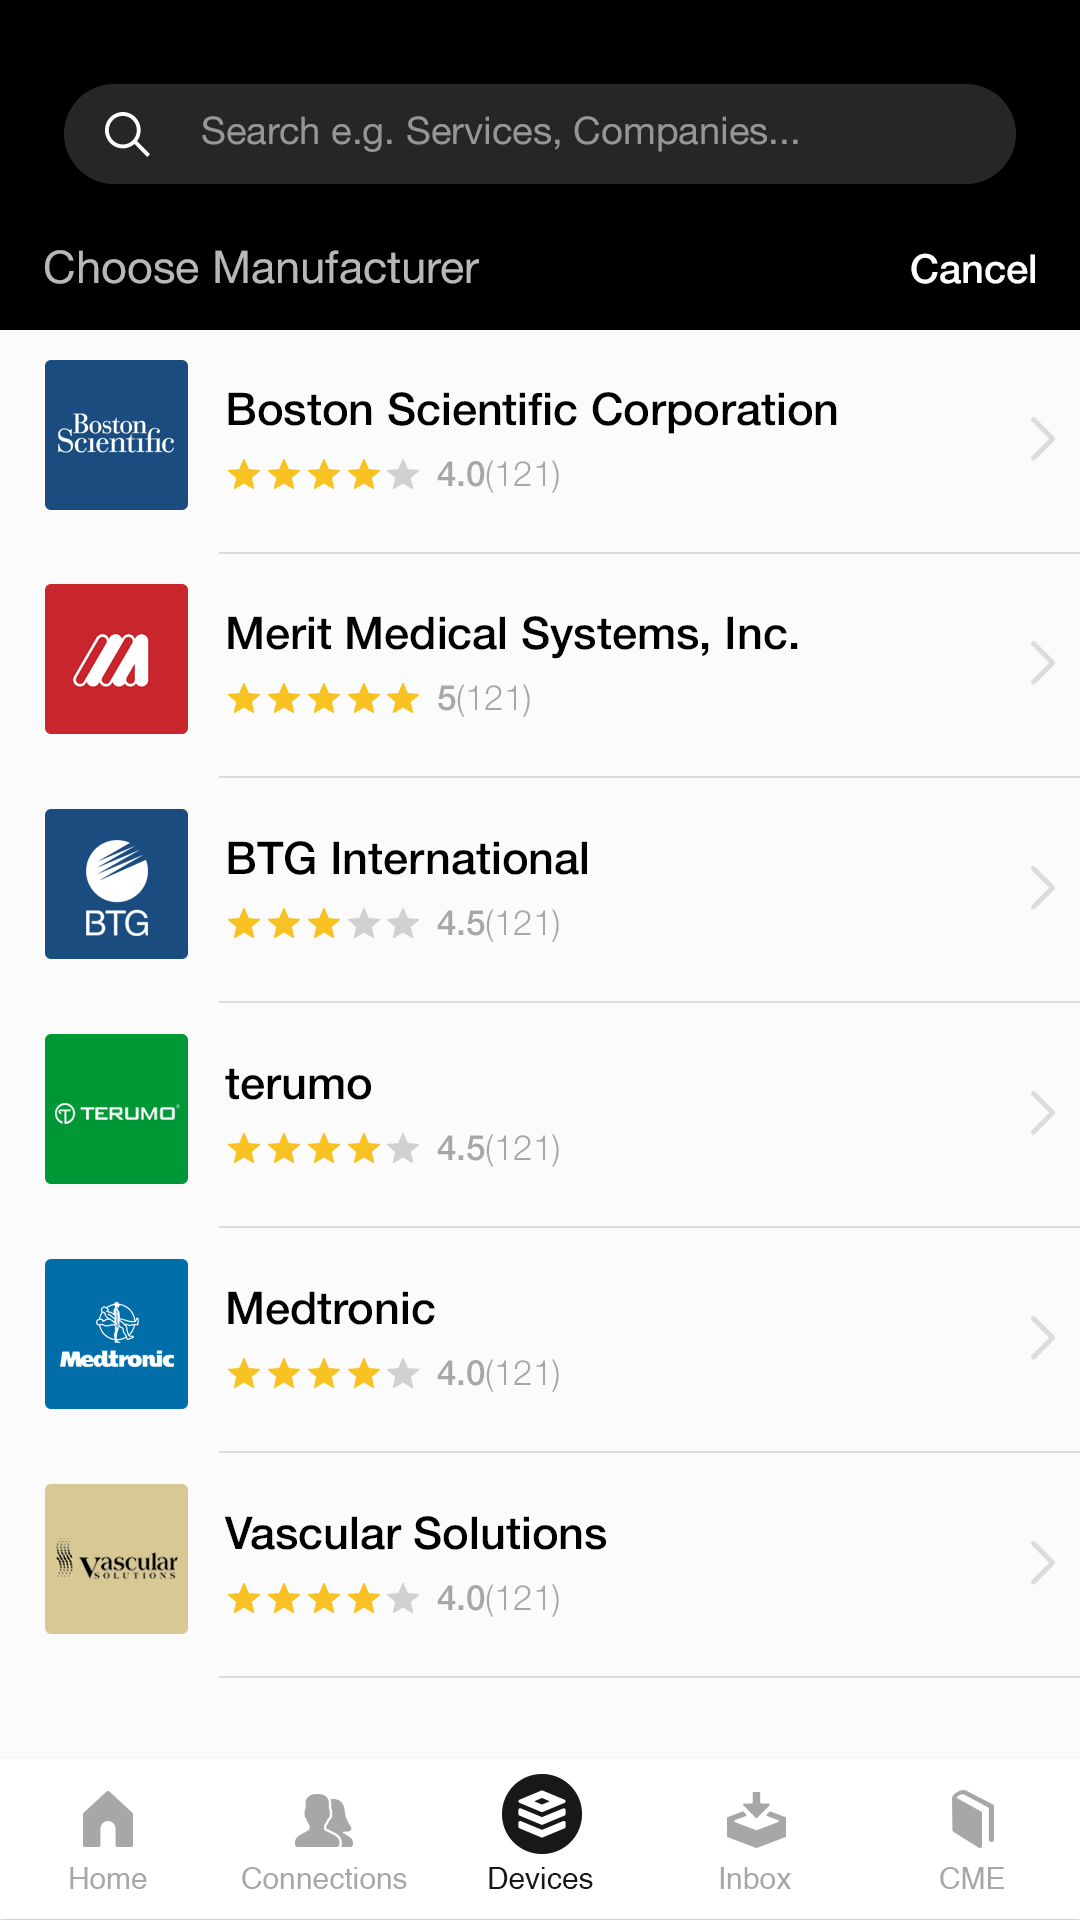 Search e.g. Services, Companies...
Choose Manufacturer
Cancel
Boston
Scientific
Boston Scientific Corporation
4.0(121)
Merit Medical Systems, Inc.
5(121)
BTG
BTG International
4.5(121)
TERUMO
terumo
4.5(121)
Medtronic
Medtronic
4.0(121)
Vascular
SOLUTIONS
Vascular Solutions
4.0(121)
Home
Connections
Devices
Inbox
CME